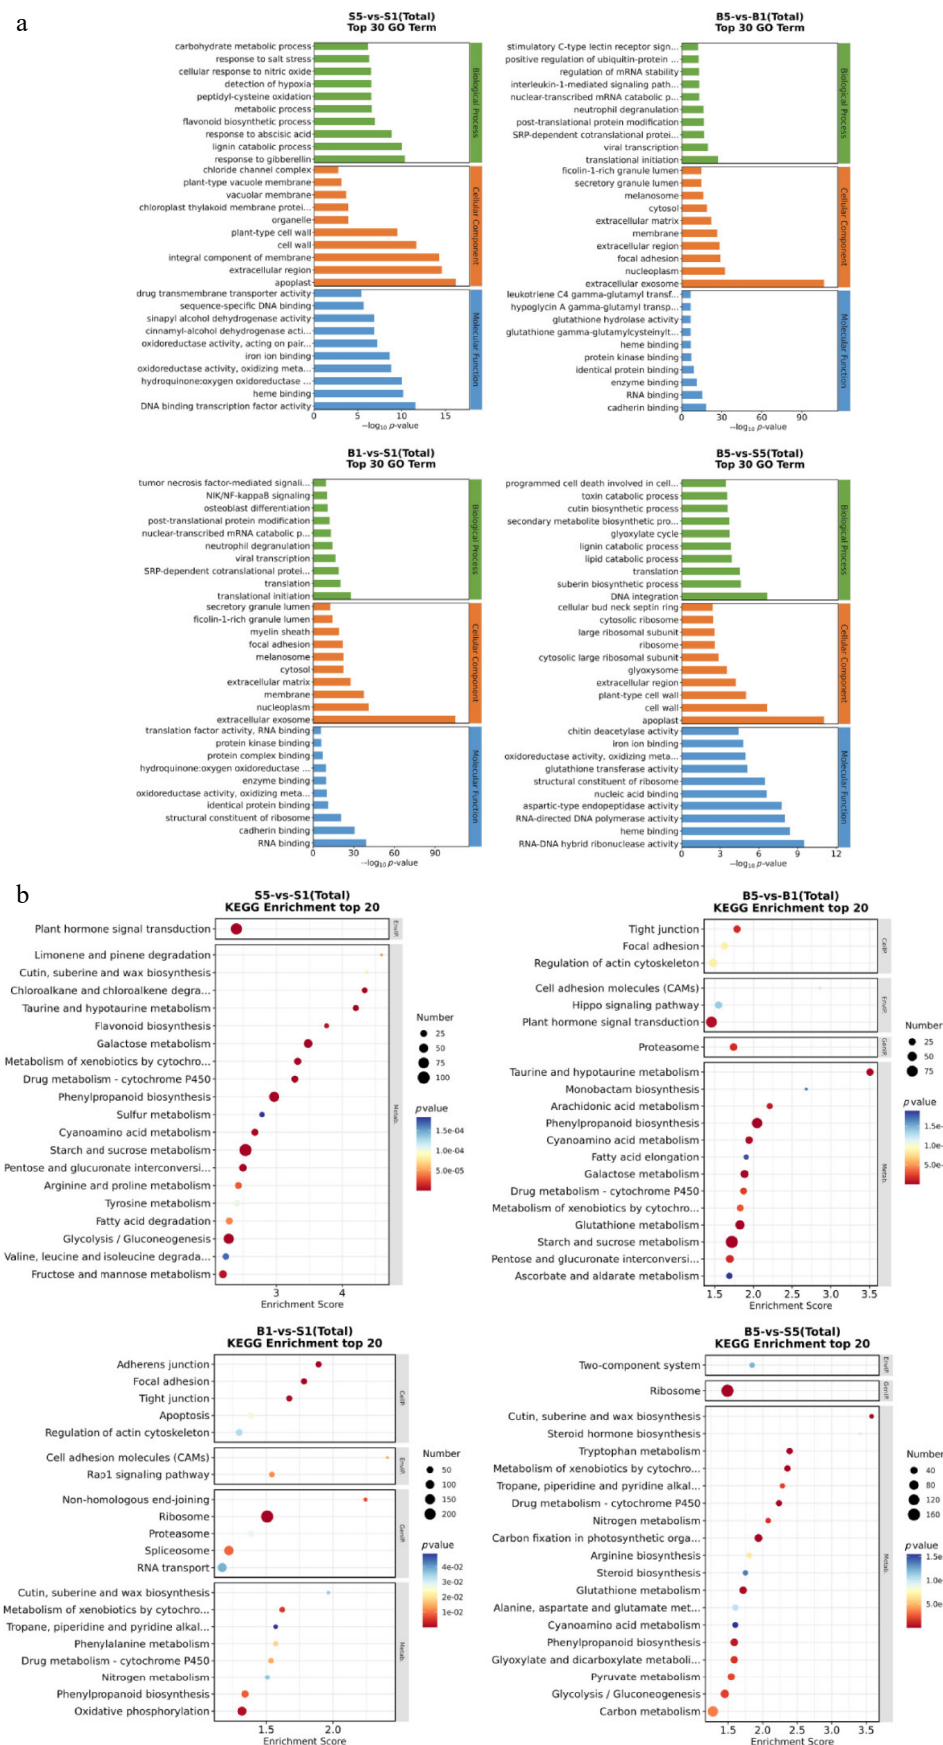 a
S5-vs-S1(Total)
Top 30 GO Term
carbohydrate metabolic process
response to salt stress
cellular response to nitric oxide
detection of hypoxia
peptidyl-cysteine oxidation
metabolic process
flavonoid biosynthetic process
response to abscisic acid
lignin catabolic process
response to gibberellin
chloride channel complex
plant-type vacuole membrane
vacuolar membrane
chloroplast thylakoid membrane protei...
organelle
plant-type cell wall
cell wall
integral component of membrane
extracellular region
apoplast
drug transmembrane transporter activity
sequence-specific DNA binding
sinapyl alcohol dehydrogenase activity
cinnamyl-alcohol dehydrogenase acti...
oxidoreductase activity, acting on pair...
iron ion binding
oxidoreductase activity, oxidizing meta...
hydroquinone:oxygen oxidoreductase ...
heme binding
DNA binding transcription factor activity
Biological Process
Cellular Component
Molecular Function
0 5 10 15
−log10 p-value
B5-vs-B1(Total)
Top 30 GO Term
stimulatory C-type lectin receptor sign...
positive regulation of ubiquitin-protein ...
regulation of mRNA stability
interleukin-1-mediated signaling path...
nuclear-transcribed mRNA catabolic p...
neutrophil degranulation
post-translational protein modification
SRP-dependent cotranslational protei...
viral transcription
translational initiation
ficolin-1-rich granule lumen
secretory granule lumen
melanosome
cytosol
extracellular matrix
membrane
extracellular region
focal adhesion
nucleoplasm
extracellular exosome
leukotriene C4 gamma-glutamyl transf...
hypoglycin A gamma-glutamyl transp...
glutathione hydrolase activity
glutathione gamma-glutamylcysteinylt...
heme binding
protein kinase binding
identical protein binding
enzyme binding
RNA binding
cadherin binding
Biological Process
Cellular Component
Molecular Function
0 30 60 90
−log10 p-value
B1-vs-S1(Total)
Top 30 GO Term
tumor necrosis factor-mediated signali...
NIK/NF-kappaB signaling
osteoblast differentiation
post-translational protein modification
nuclear-transcribed mRNA catabolic p...
neutrophil degranulation
viral transcription
SRP-dependent cotranslational protei...
translation
translational initiation
secretory granule lumen
ficolin-1-rich granule lumen
myelin sheath
focal adhesion
melanosome
cytosol
extracellular matrix
membrane
nucleoplasm
extracellular exosome
translation factor activity, RNA binding
protein kinase binding
protein complex binding
hydroquinone:oxygen oxidoreductase ...
enzyme binding
oxidoreductase activity, oxidizing meta...
identical protein binding
structural constituent of ribosome
cadherin binding
RNA binding
Biological Process
Cellular Component
Molecular Function
0 30 60 90
−log10 p-value
B5-vs-S5(Total)
Top 30 GO Term
programmed cell death involved in cell...
toxin catabolic process
cutin biosynthetic process
secondary metabolite biosynthetic pro...
glyoxylate cycle
lignin catabolic process
lipid catabolic process
translation
suberin biosynthetic process
DNA integration
cellular bud neck septin ring
cytosolic ribosome
large ribosomal subunit
ribosome
cytosolic large ribosomal subunit
glyoxysome
extracellular region
plant-type cell wall
cell wall
apoplast
chitin deacetylase activity
iron ion binding
oxidoreductase activity, oxidizing meta...
glutathione transferase activity
structural constituent of ribosome
nucleic acid binding
aspartic-type endopeptidase activity
RNA-directed DNA polymerase activity
heme binding
RNA-DNA hybrid ribonuclease activity
Biological Process
Cellular Component
Molecular Function
0 3 6 9 12
−log10 p-value
b
S5-vs-S1(Total)
KEGG Enrichment top 20
Plant hormone signal transduction
Limonene and pinene degradation
Cutin, suberine and wax biosynthesis
Chloroalkane and chloroalkene degra...
Taurine and hypotaurine metabolism
Flavonoid biosynthesis
Galactose metabolism
Metabolism of xenobiotics by cytochro...
Drug metabolism - cytochrome P450
Phenylpropanoid biosynthesis
Sulfur metabolism
Cyanoamino acid metabolism
Starch and sucrose metabolism
Pentose and glucuronate interconversi...
Arginine and proline metabolism
Tyrosine metabolism
Fatty acid degradation
Glycolysis / Gluconeogenesis
Valine, leucine and isoleucine degrada...
Fructose and mannose metabolism
EnvIP.
Metab.
3 4
Enrichment Score
Number
25
50
75
100
p value
1.5e-04
1.0e-04
5.0e-05
B5-vs-B1(Total)
KEGG Enrichment top 20
Tight junction
Focal adhesion
Regulation of actin cytoskeleton
Cell adhesion molecules (CAMs)
Hippo signaling pathway
Plant hormone signal transduction
Proteasome
Taurine and hypotaurine metabolism
Monobactam biosynthesis
Arachidonic acid metabolism
Phenylpropanoid biosynthesis
Cyanoamino acid metabolism
Fatty acid elongation
Galactose metabolism
Drug metabolism - cytochrome P450
Metabolism of xenobiotics by cytochro...
Glutathione metabolism
Starch and sucrose metabolism
Pentose and glucuronate interconversi...
Ascorbate and aldarate metabolism
CellP.
EnvIP.
GenIP.
Metab.
1.5 2.0 2.5 3.0 3.5
Enrichment Score
Number
25
50
75
p value
1.5e-
1.0e-
5.0e-
B1-vs-S1(Total)
KEGG Enrichment top 20
Adherens junction
Focal adhesion
Tight junction
Apoptosis
Regulation of actin cytoskeleton
Cell adhesion molecules (CAMs)
Rap1 signaling pathway
Non-homologous end-joining
Ribosome
Proteasome
Spliceosome
RNA transport
Cutin, suberine and wax biosynthesis
Metabolism of xenobiotics by cytochro...
Tropane, piperidine and pyridine alkal...
Phenylalanine metabolism
Drug metabolism - cytochrome P450
Nitrogen metabolism
Phenylpropanoid biosynthesis
Oxidative phosphorylation
CellP.
EnvIP.
GenIP.
Metab.
1.5 2.0
Enrichment Score
Number
50
100
150
200
p value
4e-02
3e-02
2e-02
1e-02
B5-vs-S5(Total)
KEGG Enrichment top 20
Two-component system
Ribosome
Cutin, suberine and wax biosynthesis
Steroid hormone biosynthesis
Tryptophan metabolism
Metabolism of xenobiotics by cytochro...
Tropane, piperidine and pyridine alkal...
Drug metabolism - cytochrome P450
Nitrogen metabolism
Carbon fixation in photosynthetic orga...
Arginine biosynthesis
Steroid biosynthesis
Glutathione metabolism
Alanine, aspartate and glutamate met...
Cyanoamino acid metabolism
Phenylpropanoid biosynthesis
Glyoxylate and dicarboxylate metaboli...
Pyruvate metabolism
Glycolysis / Gluconeogenesis
Carbon metabolism
EnvIP.
GenIP.
Metab.
1.5 2.0 2.5 3.0 3.5
Enrichment Score
Number
40
80
120
160
p value
1.5e
1.0e
5.0e